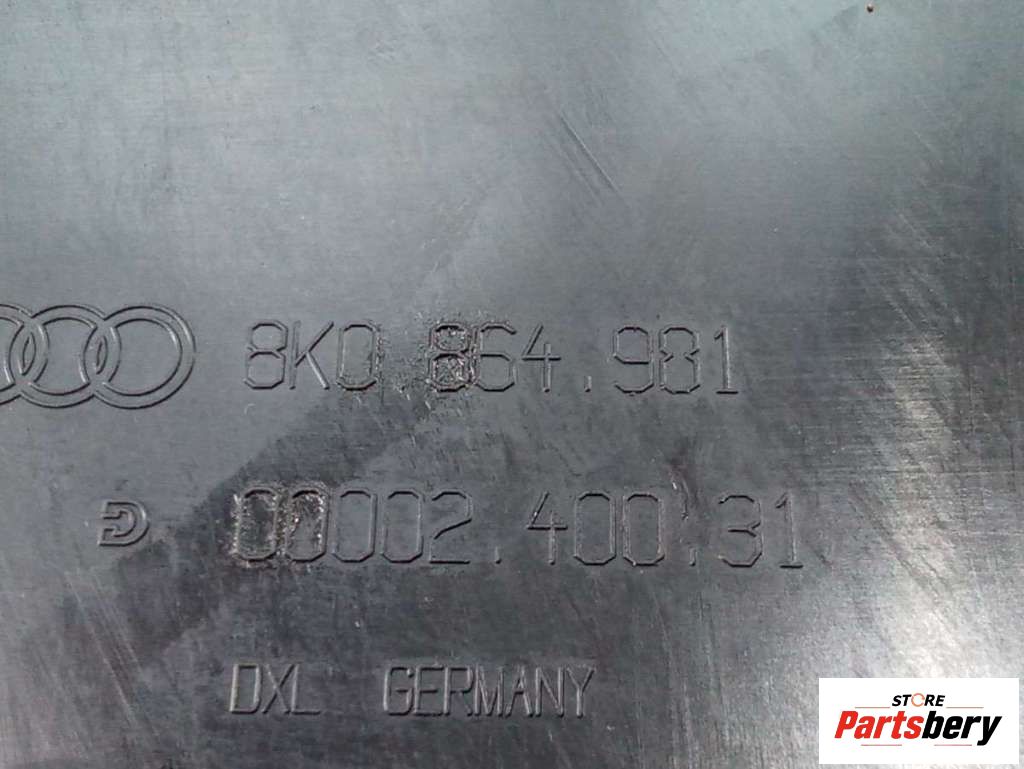 8K0.864.981
00002.400.31
DXL GERMANY
STORE
Partsbery